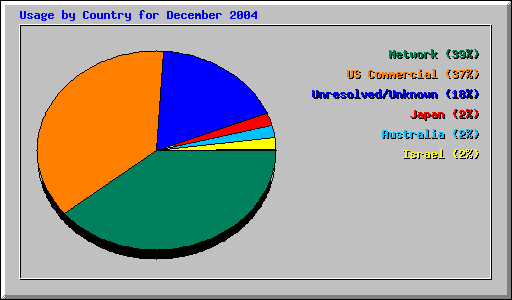 Usage by Country for December 2004
Network (39%)
US Commercial (37%)
Unresolved/Unknown (18%)
Japan (2%)
Australia (2%)
Israel (2%)